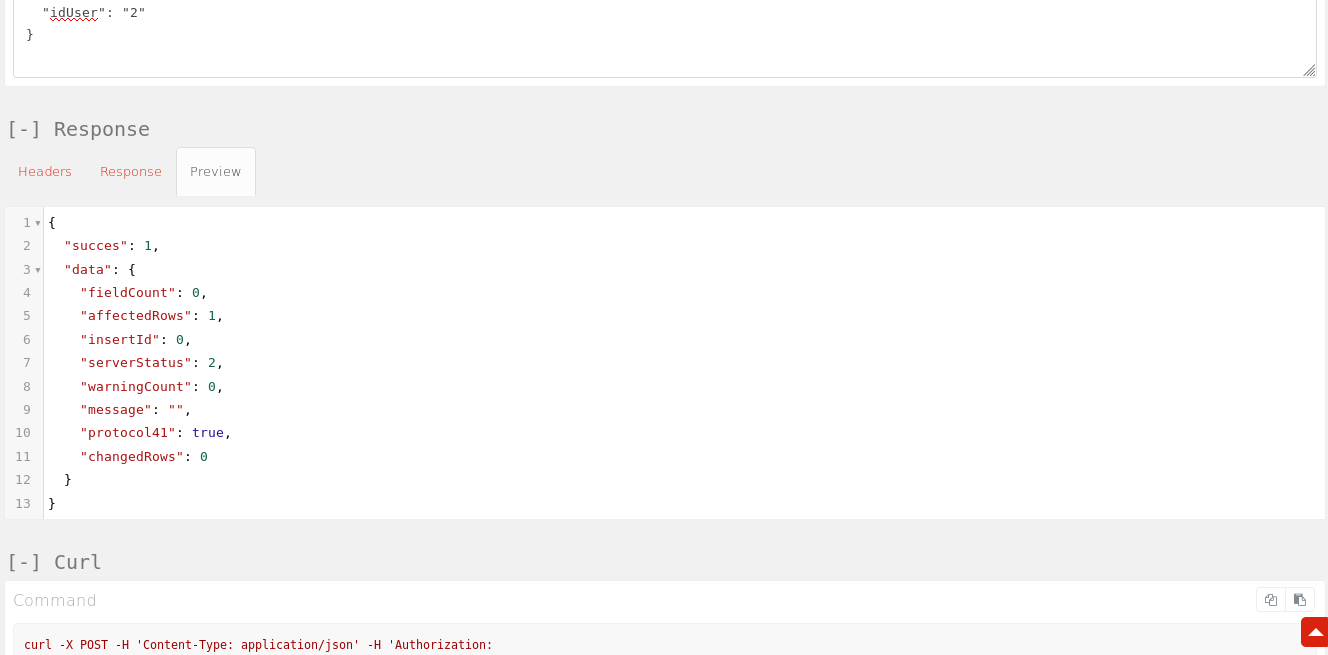 "idUser": "2"
}
[-] Response
Headers Response Preview
1 {
2 "succes": 1,
3 "data": {
4 "fieldCount": 0,
5 "affectedRows": 1,
6 "insertId": 0,
7 "serverStatus": 2,
8 "warningCount": 0,
9 "message": "",
10 "protocol41": true,
11 "changedRows": 0
12 }
13 }
[-] Curl
Command
curl -X POST -H 'Content-Type: application/json' -H 'Authorization: